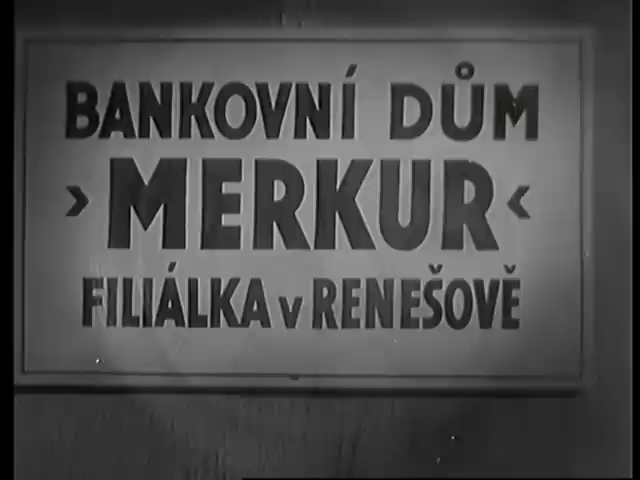 BANKOVNÍ DŮM
›MERKUR‹
FILIÁLKA v RENEŠOVĚ